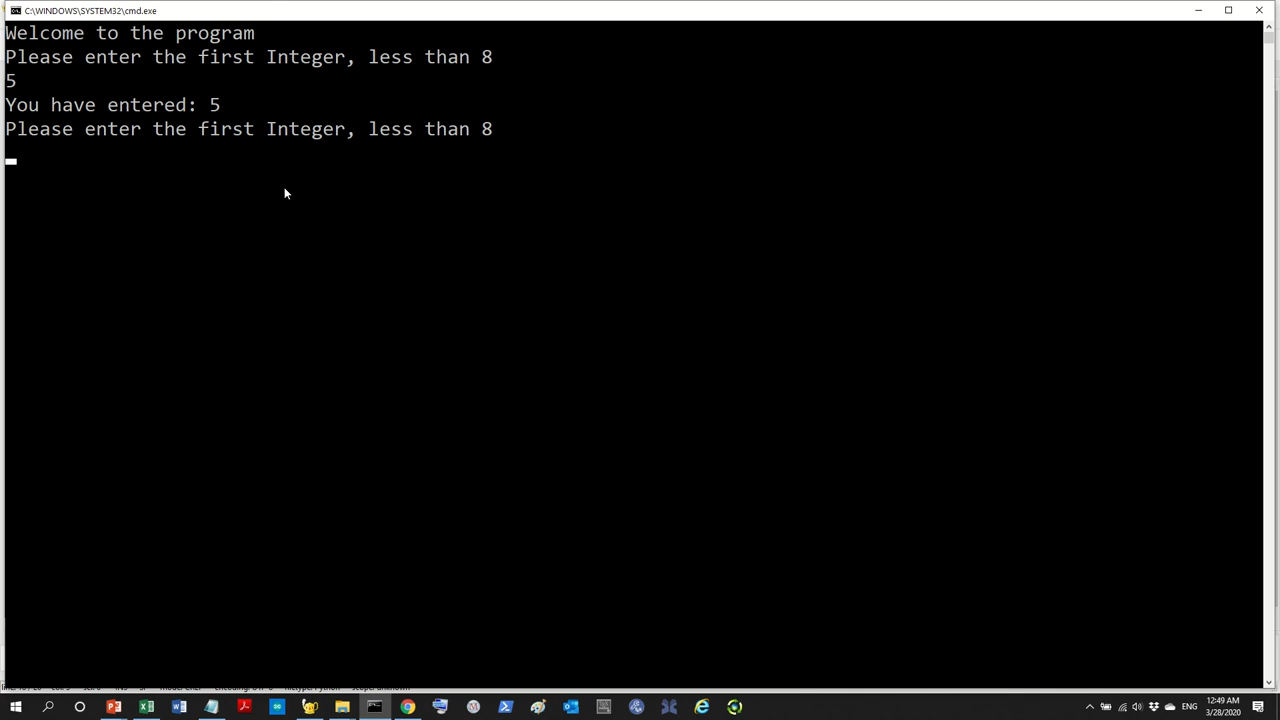 C:\WINDOWS\SYSTEM32\cmd.exe
Welcome to the program
Please enter the first Integer, less than 8
5
You have entered: 5
Please enter the first Integer, less than 8
ENG
12:49 AM
3/28/2020